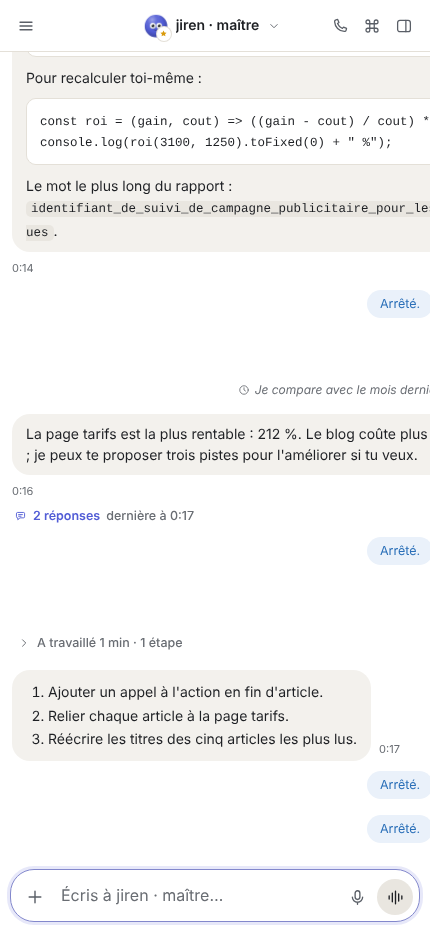 jiren · maître
Pour recalculer toi-même :
const roi = (gain, cout) => ((gain - cout) / cout) *
console.log(roi(3100, 1250).toFixed(0) + " %");
Le mot le plus long du rapport :
identifiant_de_suivi_de_campagne_publicitaire_pour_le
ues .
0:14
Arrêté.
Je compare avec le mois derni
La page tarifs est la plus rentable : 212 %. Le blog coûte plus
; je peux te proposer trois pistes pour l'améliorer si tu veux.
0:16
2 réponses dernière à 0:17
Arrêté.
A travaillé 1 min · 1 étape
1. Ajouter un appel à l'action en fin d'article.
2. Relier chaque article à la page tarifs.
3. Réécrire les titres des cinq articles les plus lus.
0:17
Arrêté.
Arrêté.
Écris à jiren · maître...